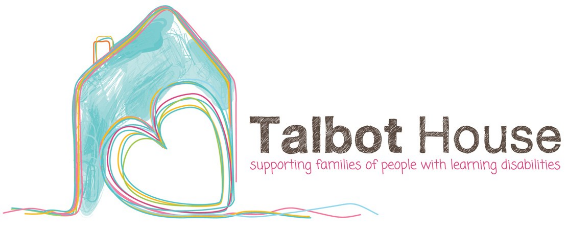 Talbot House
supporting families of people with learning disabilities